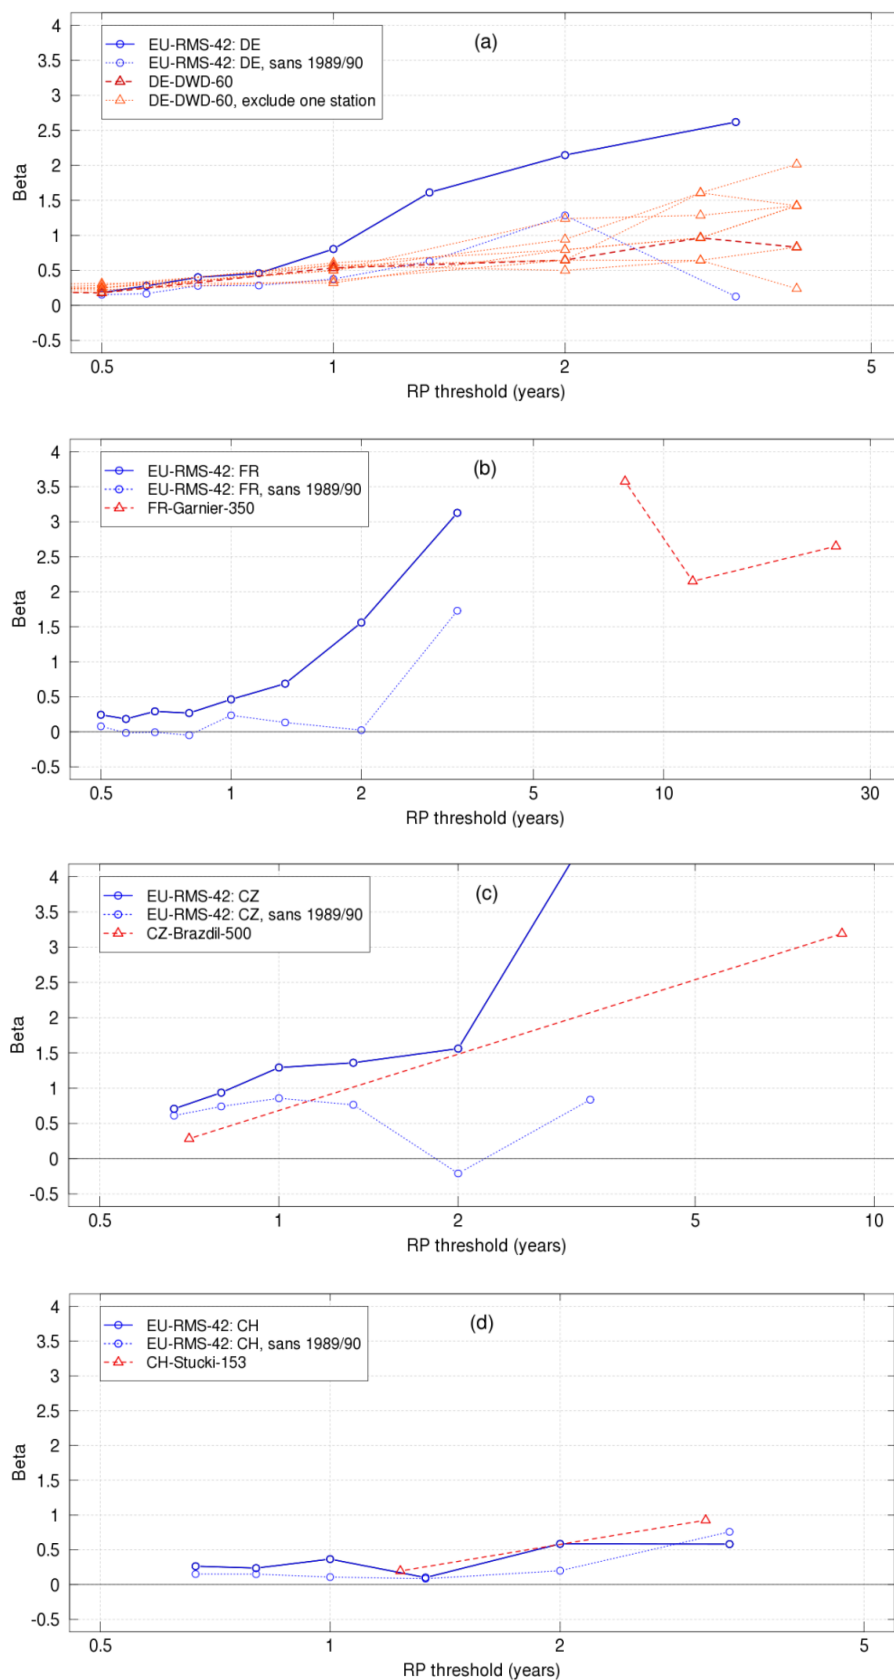 (a)
EU-RMS-42: DE
EU-RMS-42: DE, sans 1989/90
DE-DWD-60
DE-DWD-60, exclude one station
4
3.5
3
2.5
2
1.5
1
0.5
0
-0.5
Beta
0.5 1 2 5
RP threshold (years)
(b)
EU-RMS-42: FR
EU-RMS-42: FR, sans 1989/90
FR-Garnier-350
4
3.5
3
2.5
2
1.5
1
0.5
0
-0.5
Beta
0.5 1 2 5 10 30
RP threshold (years)
(c)
EU-RMS-42: CZ
EU-RMS-42: CZ, sans 1989/90
CZ-Brazdil-500
4
3.5
3
2.5
2
1.5
1
0.5
0
-0.5
Beta
0.5 1 2 5 10
RP threshold (years)
(d)
EU-RMS-42: CH
EU-RMS-42: CH, sans 1989/90
CH-Stucki-153
4
3.5
3
2.5
2
1.5
1
0.5
0
-0.5
Beta
0.5 1 2 5
RP threshold (years)